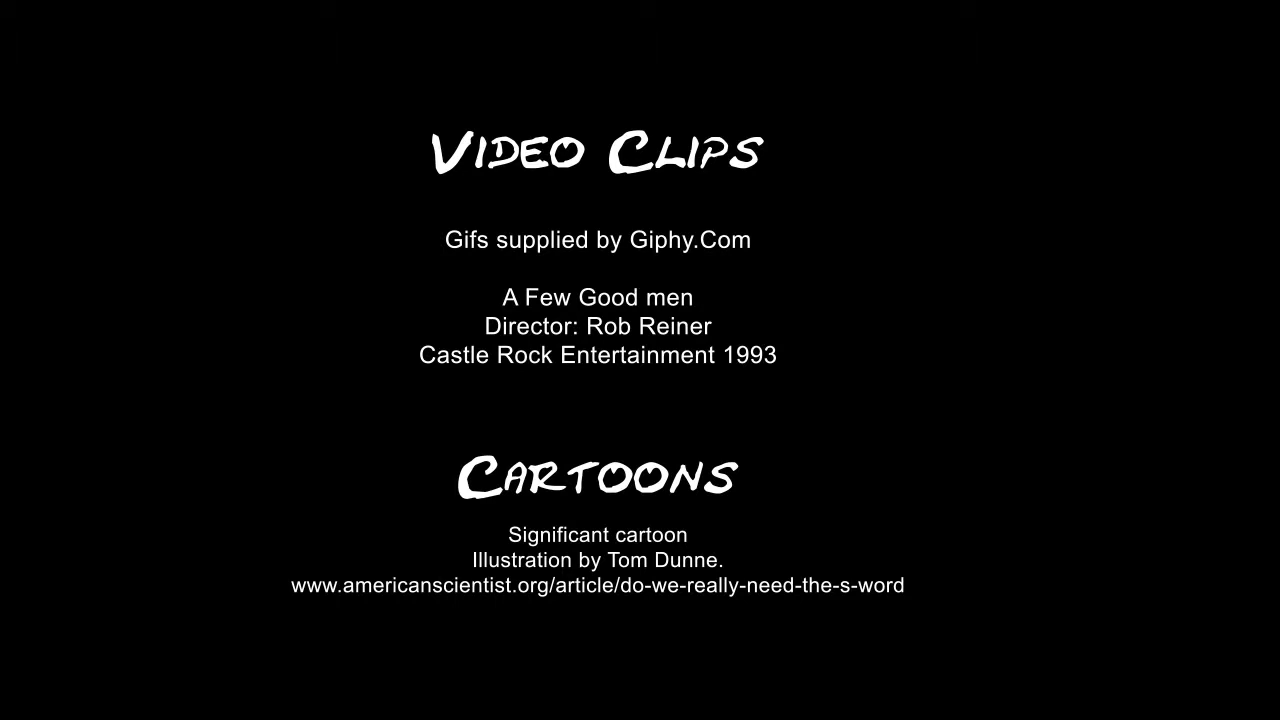 Video Clips
Gifs supplied by Giphy.Com
A Few Good men
Director: Rob Reiner
Castle Rock Entertainment 1993
Cartoons
Significant cartoon
Illustration by Tom Dunne.
www.americanscientist.org/article/do-we-really-need-the-s-word